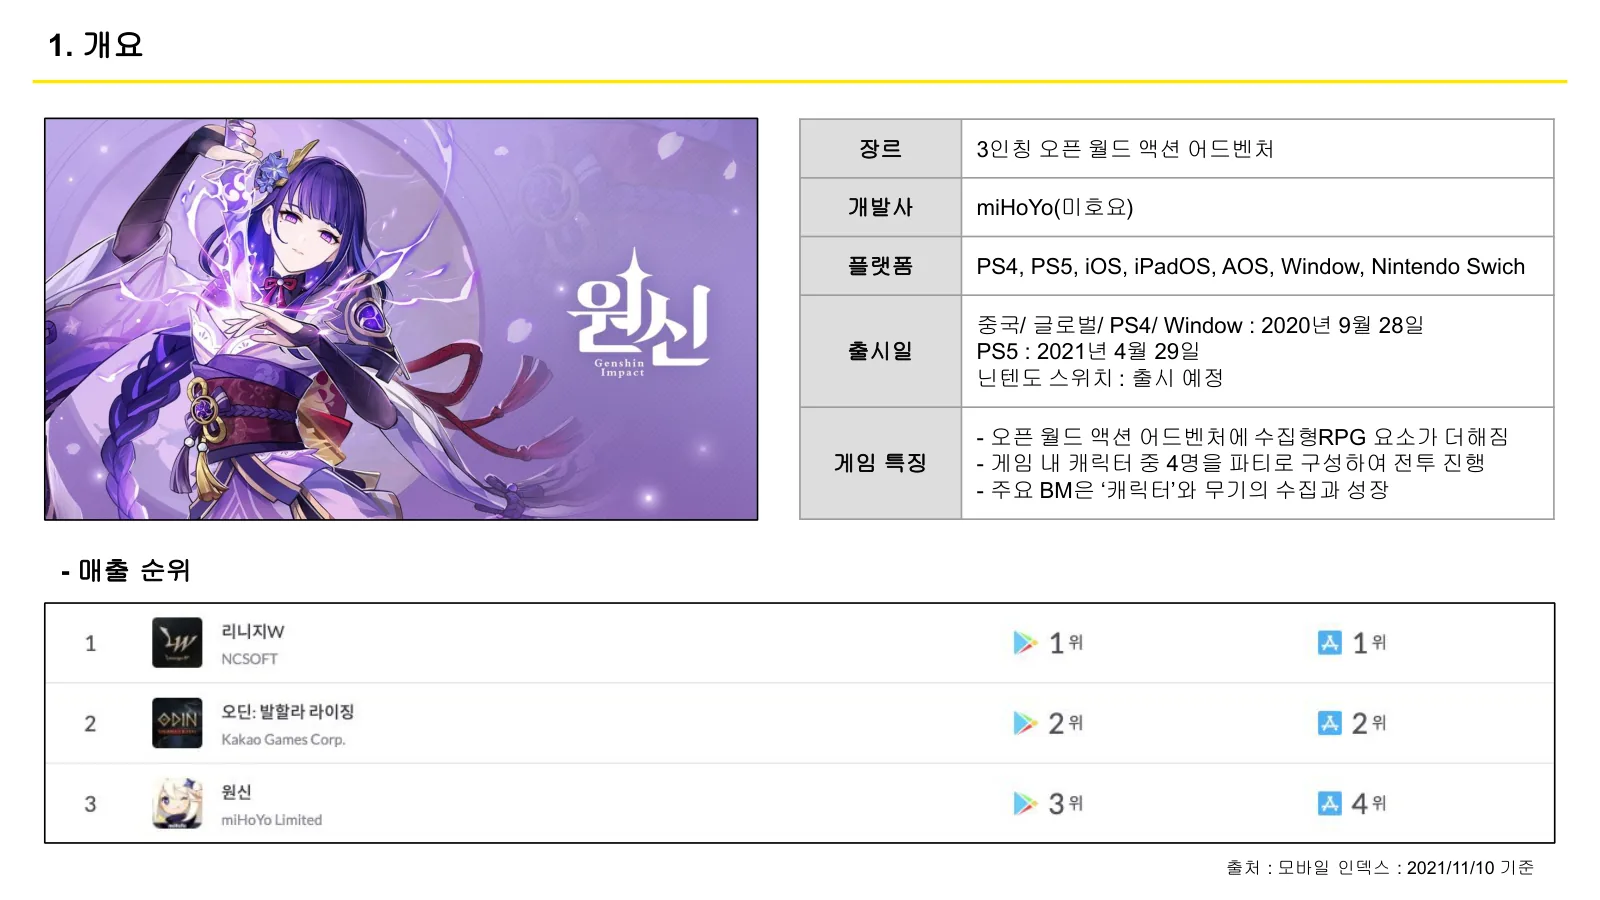 1. 개요
원신
Genshin
Impact
장르
3인칭 오픈 월드 액션 어드벤처
개발사
miHoYo(미호요)
플랫폼
PS4, PS5, iOS, iPadOS, AOS, Window, Nintendo Swich
출시일
중국/ 글로벌/ PS4/ Window : 2020년 9월 28일
PS5 : 2021년 4월 29일
닌텐도 스위치 : 출시 예정
게임 특징
- 오픈 월드 액션 어드벤처에 수집형RPG 요소가 더해짐
- 게임 내 캐릭터 중 4명을 파티로 구성하여 전투 진행
- 주요 BM은 ‘캐릭터’와 무기의 수집과 성장
- 매출 순위
1
LW
리니지W
NCSOFT
1위
1위
2
ODIN
오딘: 발할라 라이징
Kakao Games Corp.
2위
2위
3
miHoYo
원신
miHoYo Limited
3위
4위
출처 : 모바일 인덱스 : 2021/11/10 기준